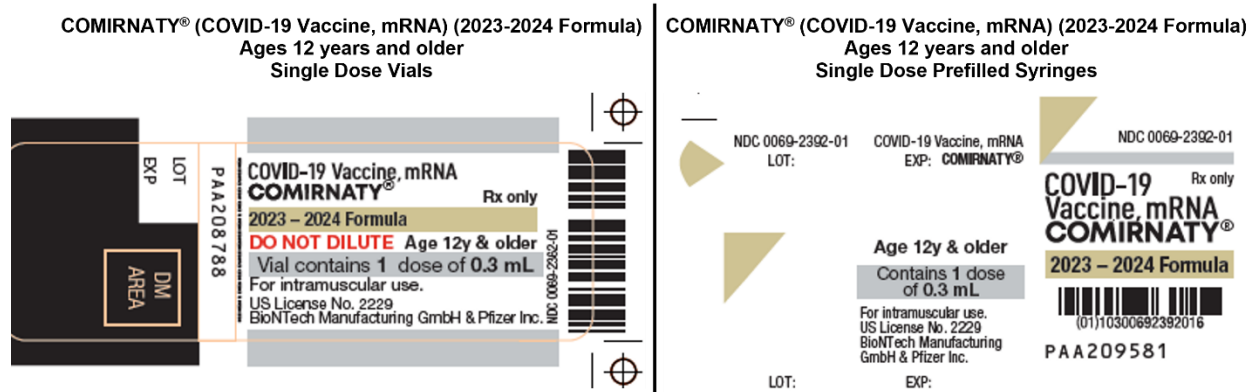 COMIRNATY® (COVID-19 Vaccine, mRNA) (2023-2024 Formula)
Ages 12 years and older
Single Dose Vials
LOT
EXP
DM
AREA
PAA208788
COVID-19 Vaccine, mRNA
COMIRNATY®
Rx only
2023 – 2024 Formula
DO NOT DILUTE Age 12y & older
Vial contains 1 dose of 0.3 mL
For intramuscular use.
US License No. 2229
BioNTech Manufacturing GmbH & Pfizer Inc.
NDC 0069-2362-01
COMIRNATY® (COVID-19 Vaccine, mRNA) (2023-2024 Formula)
Ages 12 years and older
Single Dose Prefilled Syringes
NDC 0069-2392-01 COVID-19 Vaccine, mRNA
LOT: EXP: COMIRNATY®
Age 12y & older
Contains 1 dose
of 0.3 mL
For intramuscular use.
US License No. 2229
BioNTech Manufacturing
GmbH & Pfizer Inc.
LOT: EXP:
NDC 0069-2392-01
Rx only
COVID-19
Vaccine, mRNA
COMIRNATY®
2023 – 2024 Formula
(01)10300692392016
PAA209581